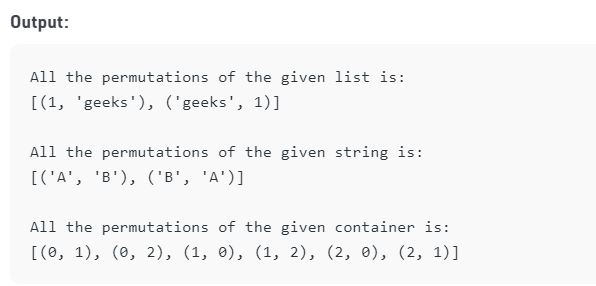 Output:
All the permutations of the given list is:
[(1, 'geeks'), ('geeks', 1)]
All the permutations of the given string is:
[('A', 'B'), ('B', 'A')]
All the permutations of the given container is:
[(0, 1), (0, 2), (1, 0), (1, 2), (2, 0), (2, 1)]